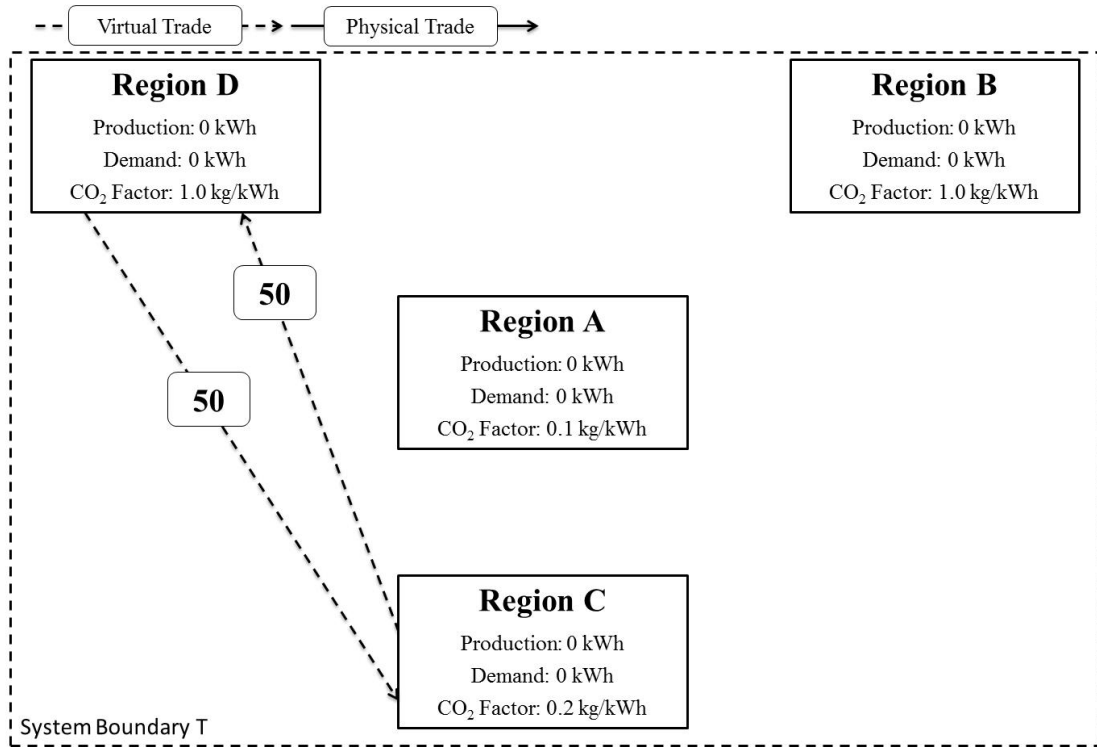 Virtual Trade
Physical Trade
Region D
Production: 0 kWh
Demand: 0 kWh
CO₂ Factor: 1.0 kg/kWh
Region B
Production: 0 kWh
Demand: 0 kWh
CO₂ Factor: 1.0 kg/kWh
50
50
Region A
Production: 0 kWh
Demand: 0 kWh
CO₂ Factor: 0.1 kg/kWh
Region C
Production: 0 kWh
Demand: 0 kWh
CO₂ Factor: 0.2 kg/kWh
System Boundary T